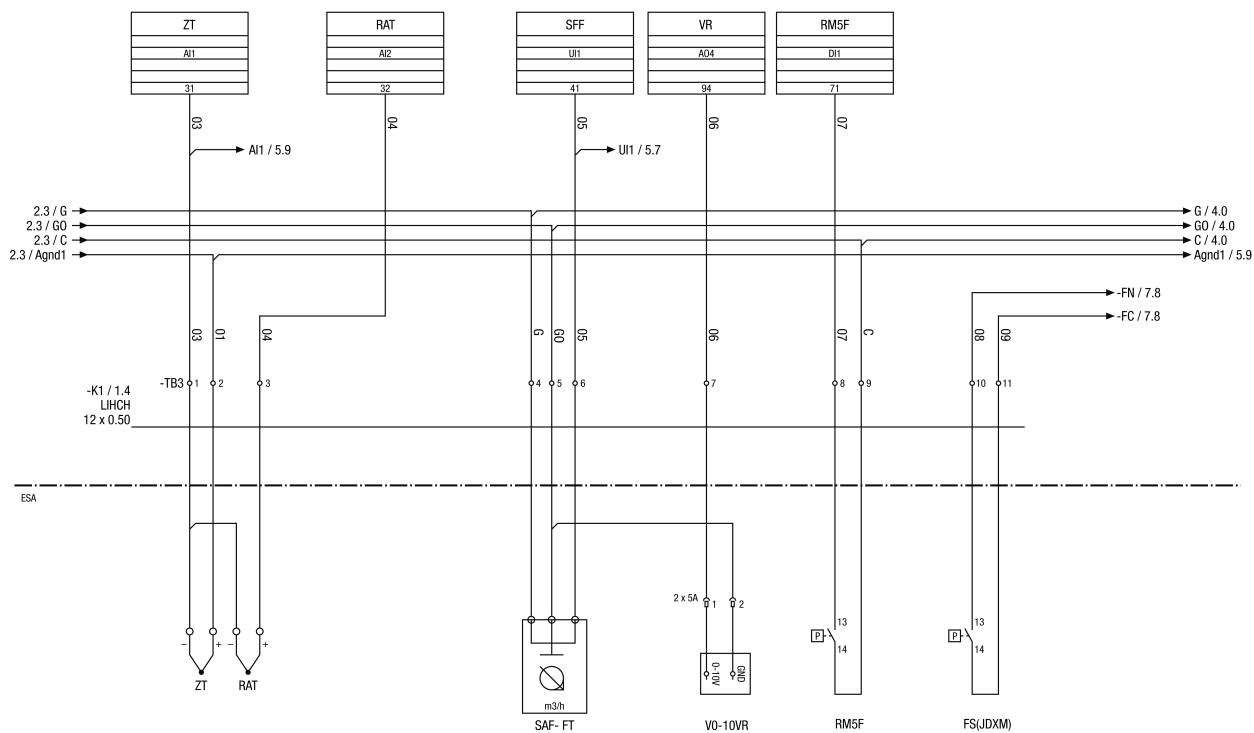 ZT RAT SFF VR RM5F
AI1 AI2 UI1 AO4 DI1
31 32 41 94 71
03 04 05 06 07
AI1 / 5.9 UI1 / 5.7
2.3 / G G / 4.0
2.3 / GO GO / 4.0
2.3 / C C / 4.0
2.3 / Agnd1 Agnd1 / 5.9
-FN / 7.8
-FC / 7.8
03 01 04 G GO 05 06 07 C 08 09
-TB3 1 2 3 4 5 6 7 8 9 10 11
-K1 / 1.4
LIHCH
12 x 0.50
ESA
2 x 5A 1 2
13 13
P P
14 14
– + – +
0-10V GND
ZT RAT
m3/h
SAF- FT V0-10VR RM5F FS(JDXM)